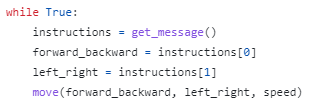 while True:
    instructions = get_message()
    forward_backward = instructions[0]
    left_right = instructions[1]
    move(forward_backward, left_right, speed)